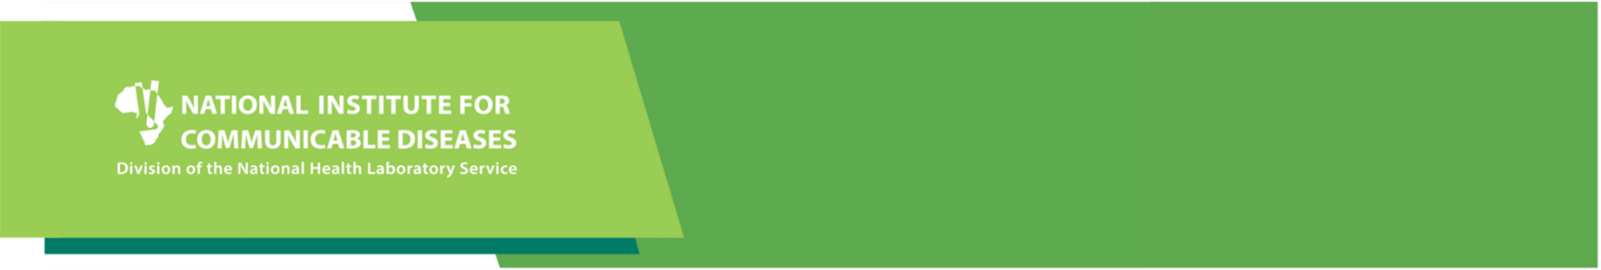 NATIONAL INSTITUTE FOR
COMMUNICABLE DISEASES
Division of the National Health Laboratory Service